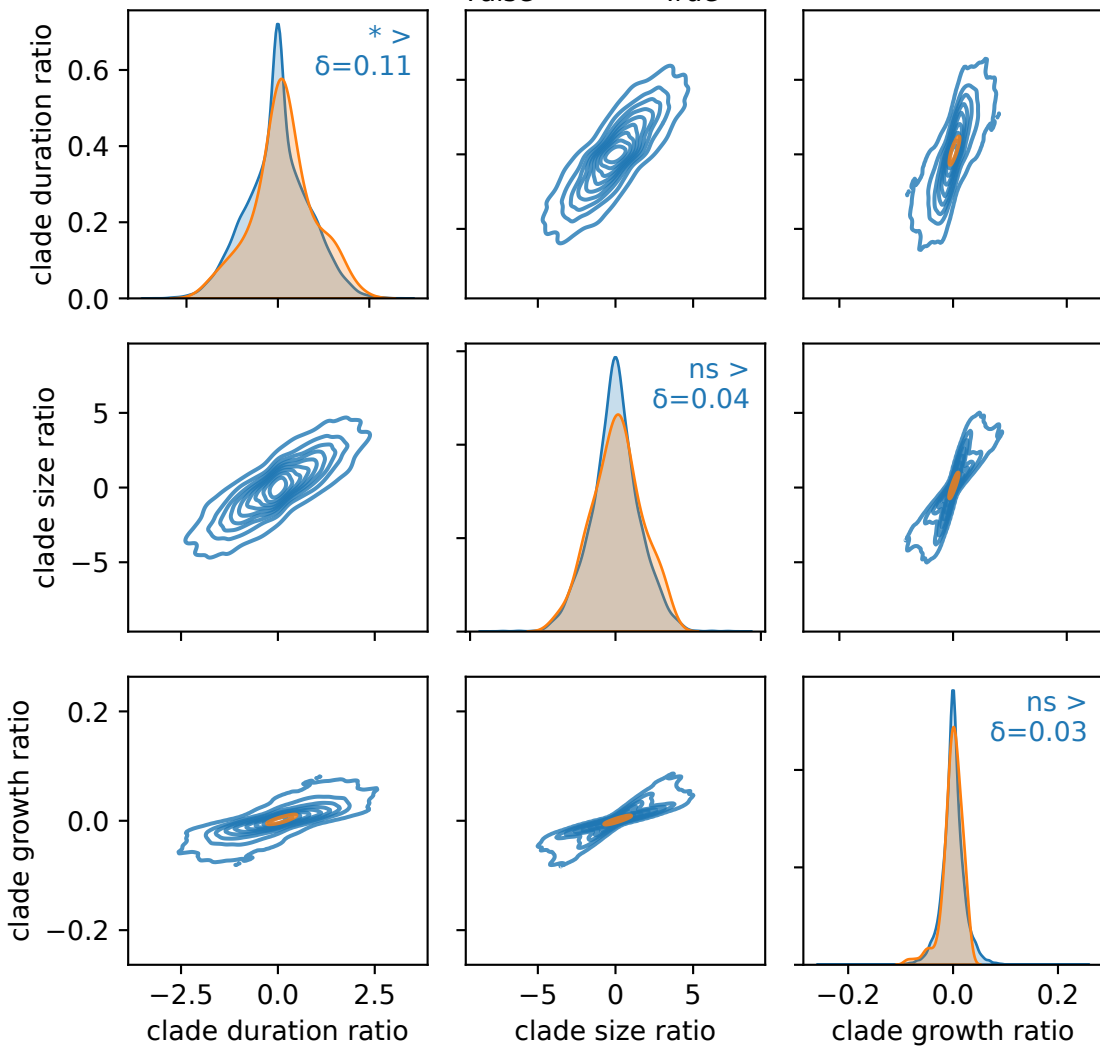 * >
δ=0.11
clade duration ratio
0.6
0.4
0.2
0.0
ns >
δ=0.04
clade size ratio
5
0
−5
ns >
δ=0.03
clade growth ratio
0.2
0.0
−0.2
−2.5 0.0 2.5
−5 0 5
−0.2 0.0 0.2
clade duration ratio
clade size ratio
clade growth ratio